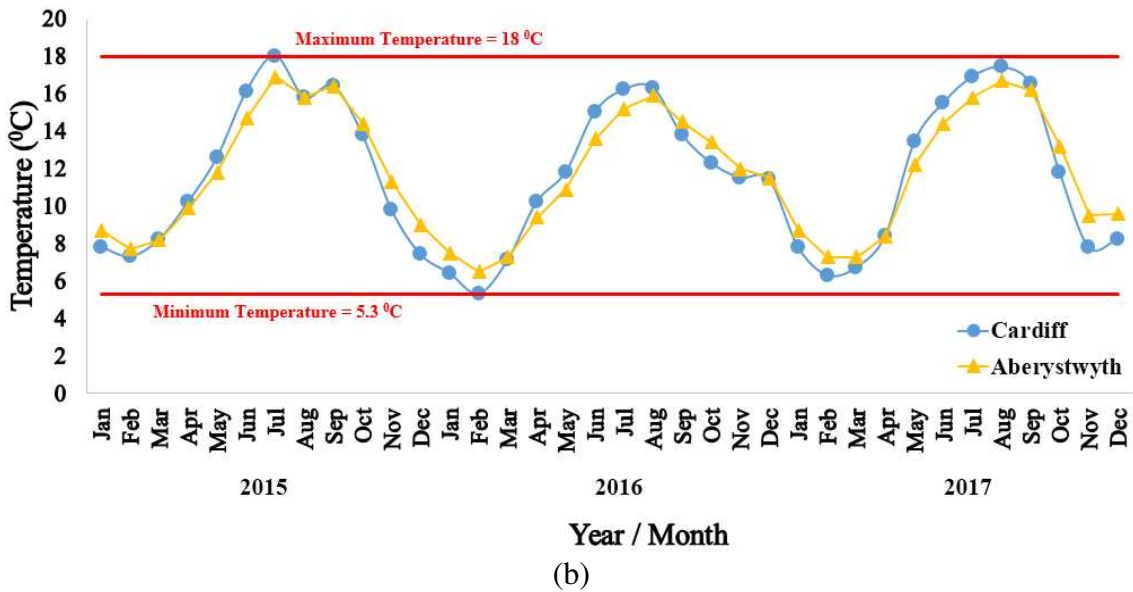 20
18
16
14
12
10
8
6
4
2
0
Temperature (⁰C)
Maximum Temperature = 18 ⁰C
Minimum Temperature = 5.3 ⁰C
Cardiff
Aberystwyth
Jan Feb Mar Apr May Jun Jul Aug Sep Oct Nov Dec Jan Feb Mar Apr May Jun Jul Aug Sep Oct Nov Dec Jan Feb Mar Apr May Jun Jul Aug Sep Oct Nov Dec
2015 2016 2017
Year / Month
(b)